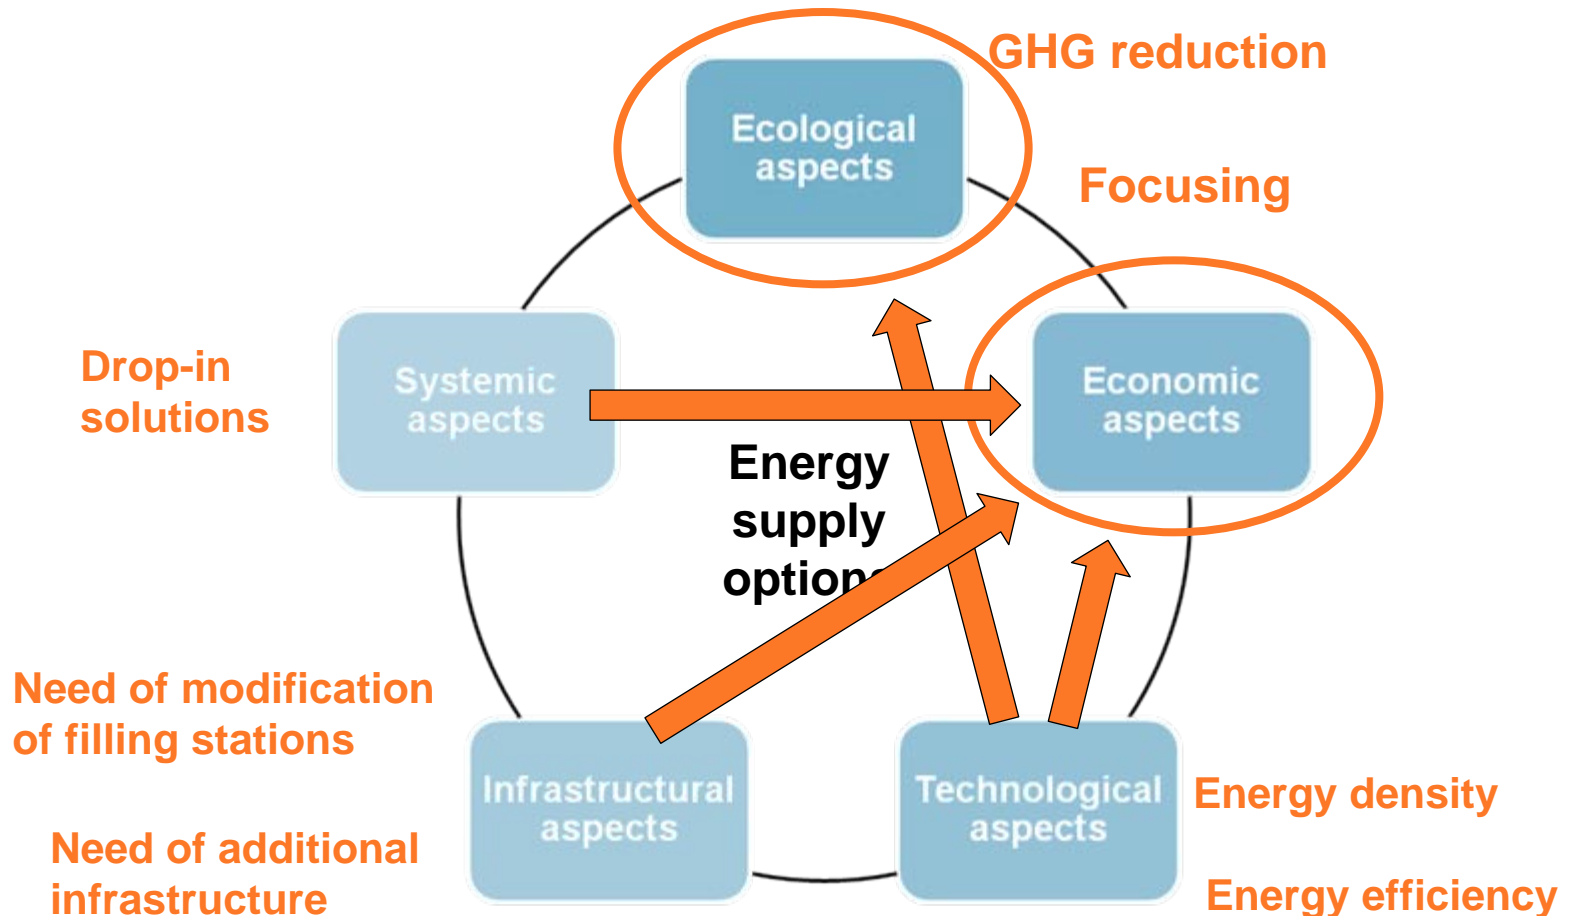 GHG reduction
Ecological
aspects
Focusing
Drop-in
solutions
Systemic
aspects
Economic
aspects
Energy
supply
options
Need of modification
of filling stations
Infrastructural
aspects
Technological
aspects
Energy density
Need of additional
infrastructure
Energy efficiency